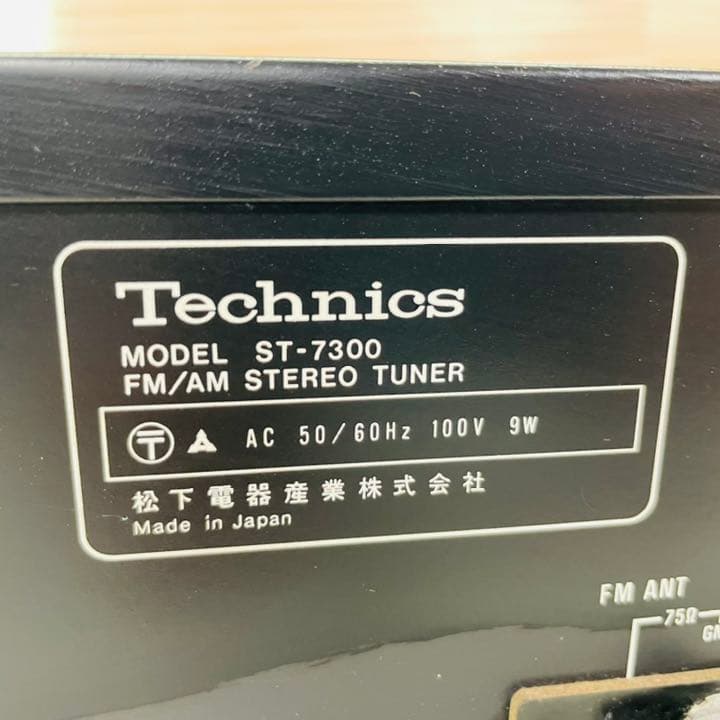 Technics
MODEL ST-7300
FM/AM STEREO TUNER
〒 AC 50/60Hz 100V 9W
松下電器産業株式会社
Made in Japan
FM ANT
75Ω